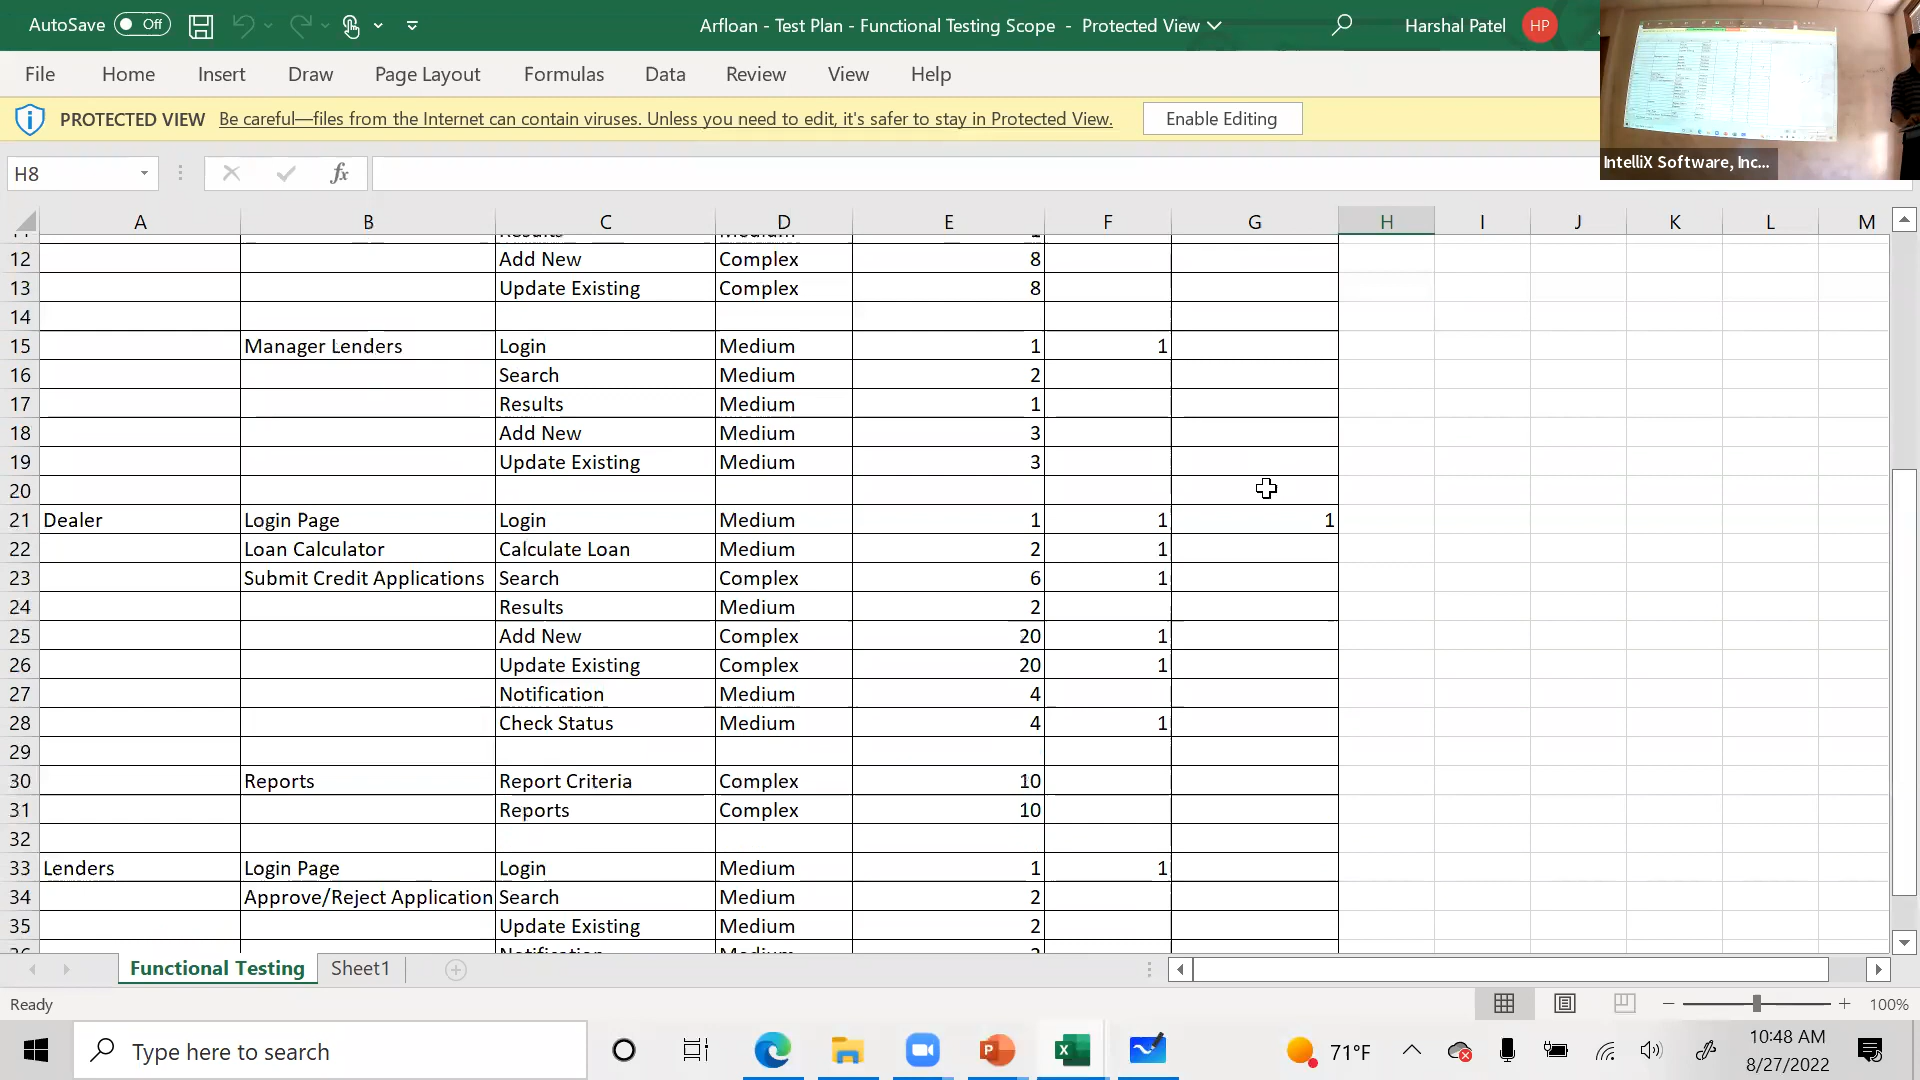 AutoSave Off Arfloan - Test Plan - Functional Testing Scope - Protected View Harshal Patel HP
File Home Insert Draw Page Layout Formulas Data Review View Help
PROTECTED VIEW Be careful—files from the Internet can contain viruses. Unless you need to edit, it's safer to stay in Protected View. Enable Editing
IntelliX Software, Inc...
H8 fx
A B C D E F G H I J K L M
Results Medium 1
12 Add New Complex 8
13 Update Existing Complex 8
14
15 Manager Lenders Login Medium 1 1
16 Search Medium 2
17 Results Medium 1
18 Add New Medium 3
19 Update Existing Medium 3
20
21 Dealer Login Page Login Medium 1 1 1
22 Loan Calculator Calculate Loan Medium 2 1
23 Submit Credit Applications Search Complex 6 1
24 Results Medium 2
25 Add New Complex 20 1
26 Update Existing Complex 20 1
27 Notification Medium 4
28 Check Status Medium 4 1
29
30 Reports Report Criteria Complex 10
31 Reports Complex 10
32
33 Lenders Login Page Login Medium 1 1
34 Approve/Reject Application Search Medium 2
35 Update Existing Medium 2
36 Notification Medium
Functional Testing Sheet1
Ready 100%
Type here to search 71°F 10:48 AM
8/27/2022